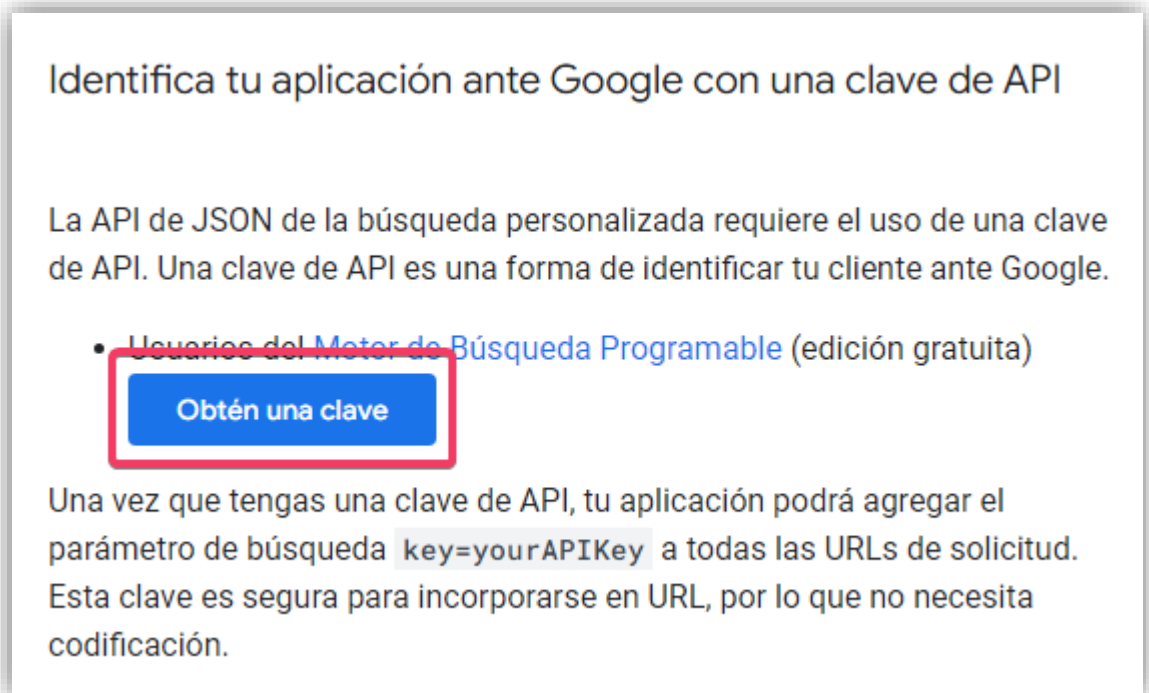 Identifica tu aplicación ante Google con una clave de API
La API de JSON de la búsqueda personalizada requiere el uso de una clave
de API. Una clave de API es una forma de identificar tu cliente ante Google.
• Usuarios del Motor de Búsqueda Programable (edición gratuita)
Obtén una clave
Una vez que tengas una clave de API, tu aplicación podrá agregar el
parámetro de búsqueda key=yourAPIKey a todas las URLs de solicitud.
Esta clave es segura para incorporarse en URL, por lo que no necesita
codificación.